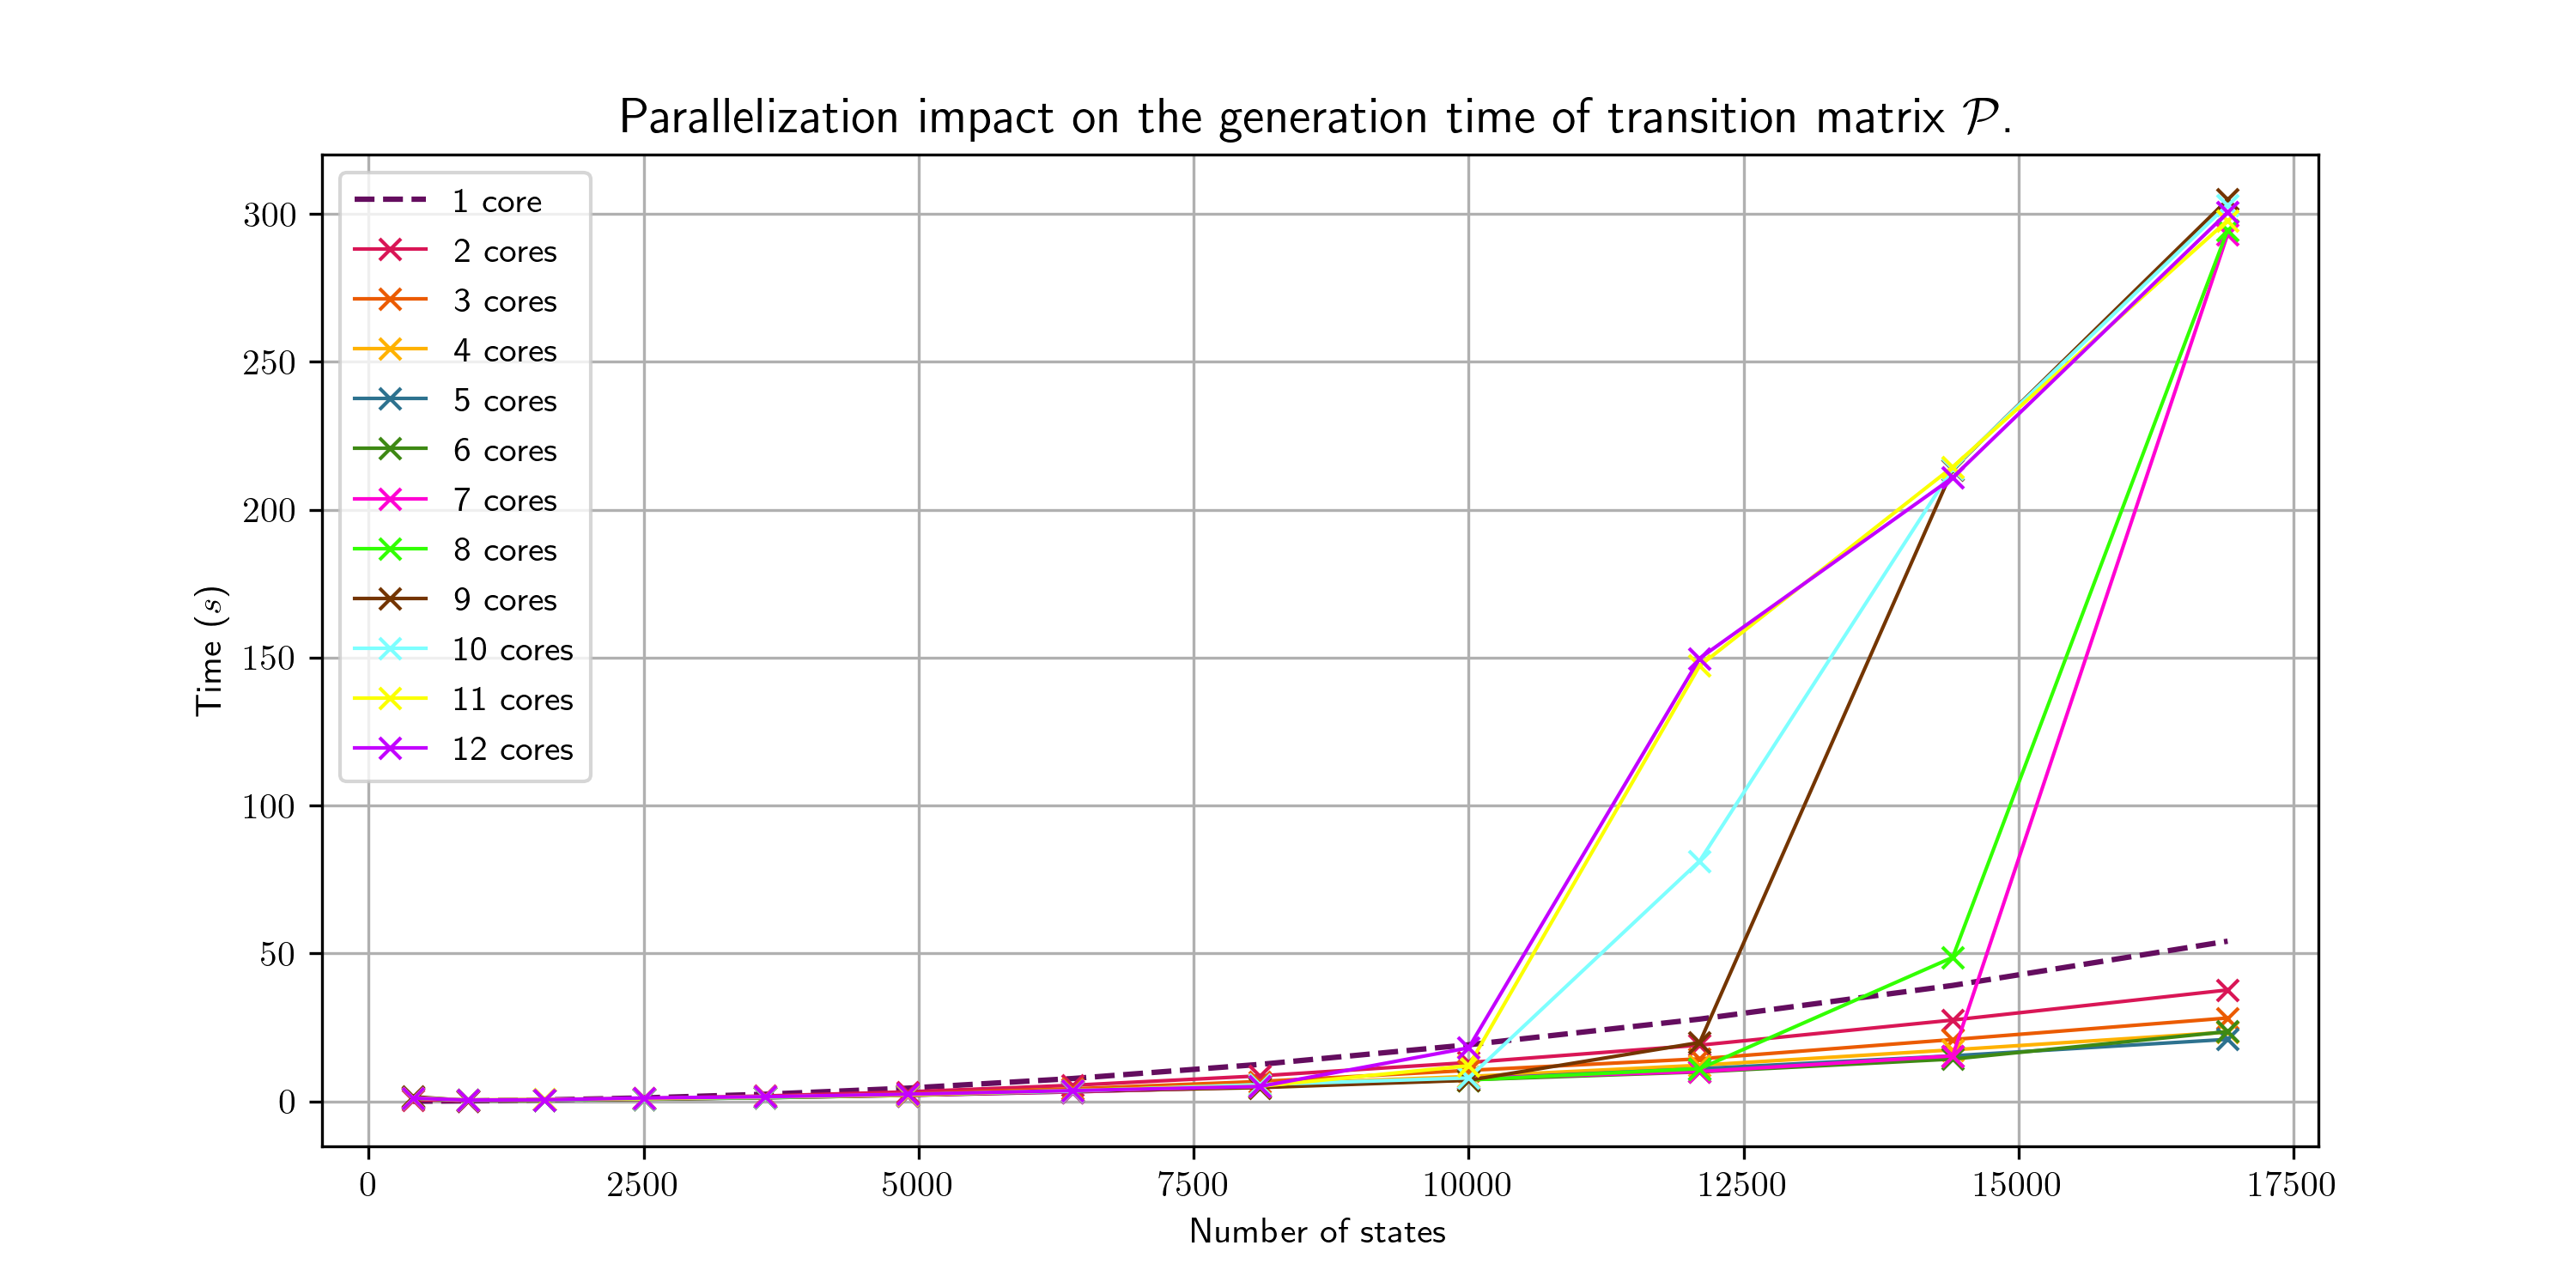 Parallelization impact on the generation time of transition matrix 𝒫.
1 core
2 cores
3 cores
4 cores
5 cores
6 cores
7 cores
8 cores
9 cores
10 cores
11 cores
12 cores
Time (s)
300
250
200
150
100
50
0
0 2500 5000 7500 10000 12500 15000 17500
Number of states